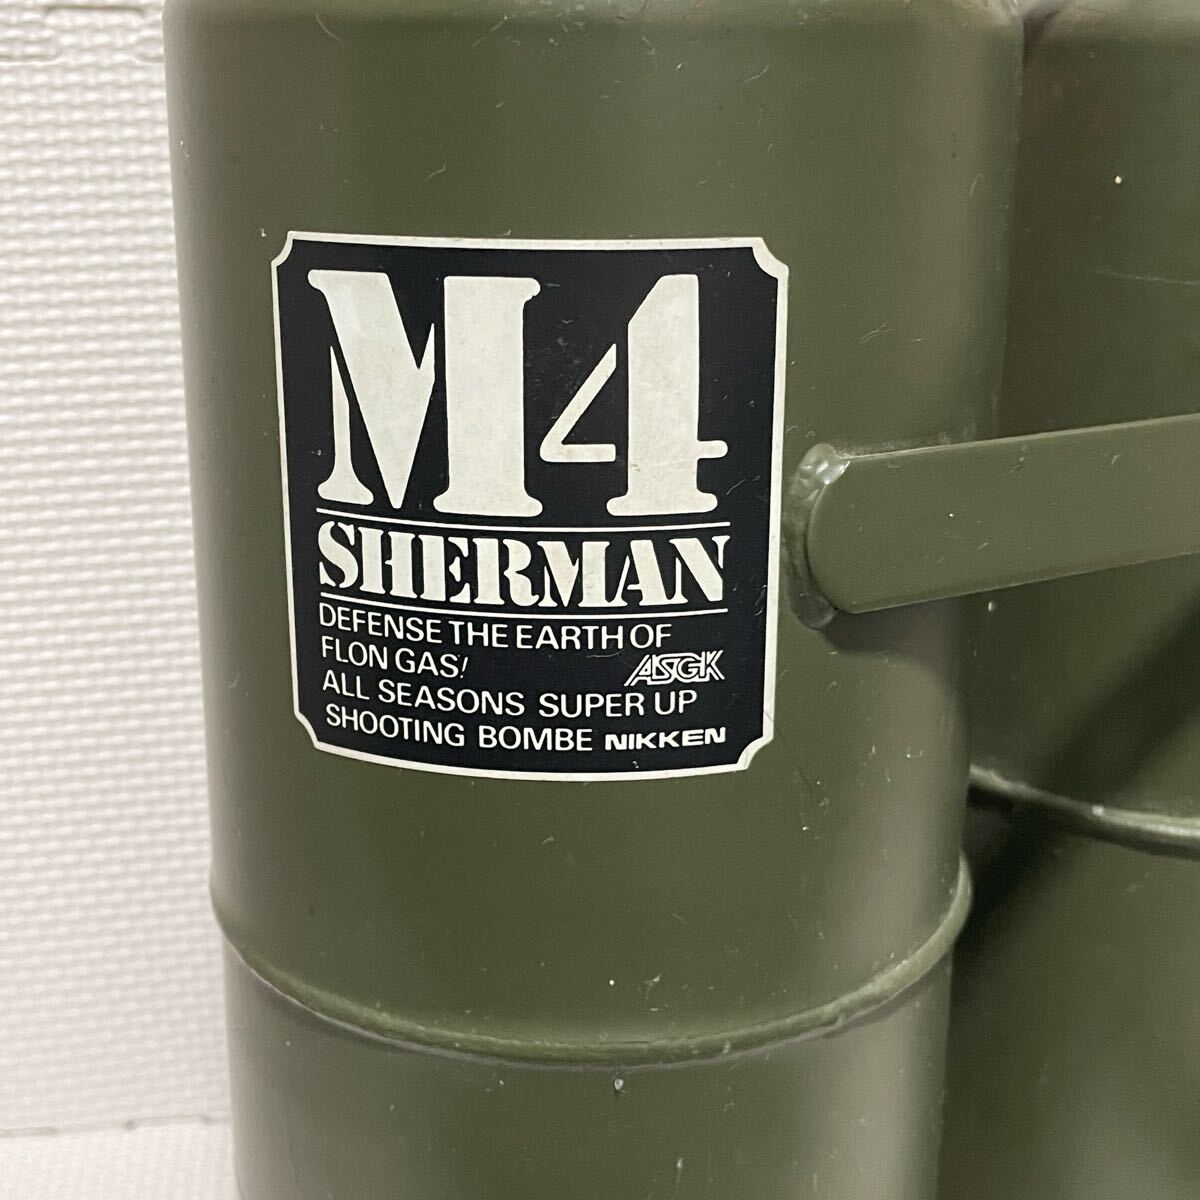 M4
SHERMAN
DEFENSE THE EARTH OF
FLON GAS! ASGK
ALL SEASONS SUPER UP
SHOOTING BOMBE NIKKEN